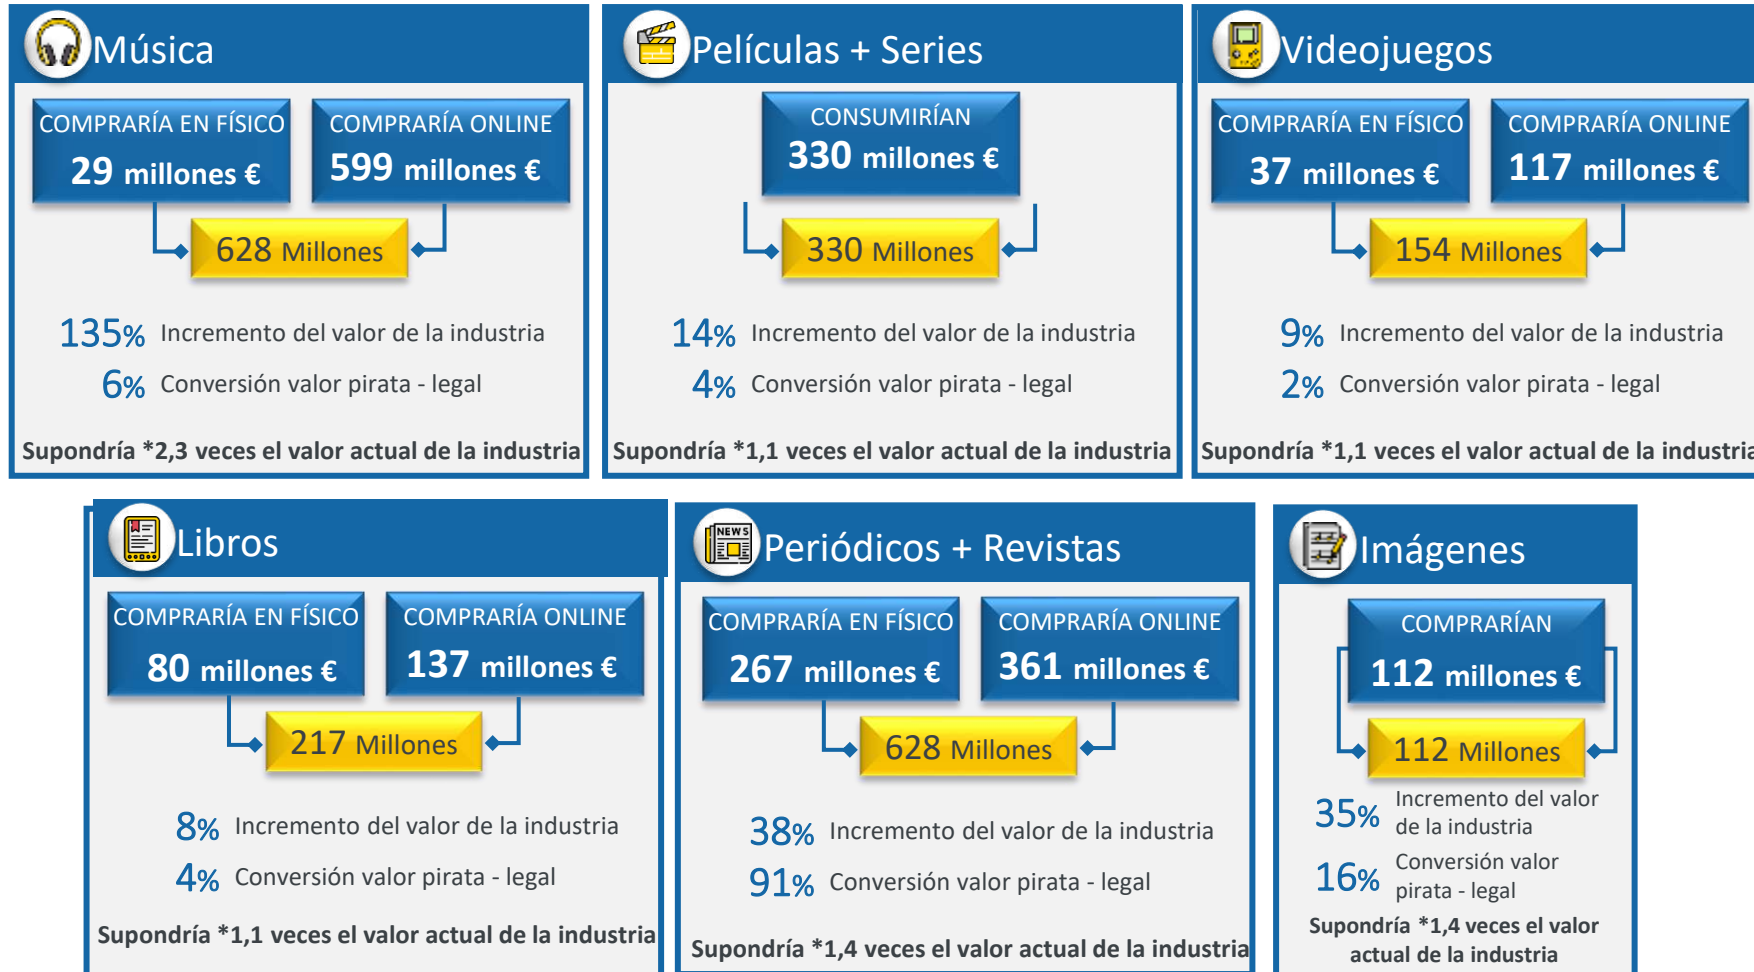 Música
COMPRARÍA EN FÍSICO
29 millones €
COMPRARÍA ONLINE
599 millones €
628 Millones
135% Incremento del valor de la industria
6% Conversión valor pirata - legal
Supondría *2,3 veces el valor actual de la industria
Películas + Series
CONSUMIRÍAN
330 millones €
330 Millones
14% Incremento del valor de la industria
4% Conversión valor pirata - legal
Supondría *1,1 veces el valor actual de la industria
Videojuegos
COMPRARÍA EN FÍSICO
37 millones €
COMPRARÍA ONLINE
117 millones €
154 Millones
9% Incremento del valor de la industria
2% Conversión valor pirata - legal
Supondría *1,1 veces el valor actual de la industria
Libros
COMPRARÍA EN FÍSICO
80 millones €
COMPRARÍA ONLINE
137 millones €
217 Millones
8% Incremento del valor de la industria
4% Conversión valor pirata - legal
Supondría *1,1 veces el valor actual de la industria
NEWS
Periódicos + Revistas
COMPRARÍA EN FÍSICO
267 millones €
COMPRARÍA ONLINE
361 millones €
628 Millones
38% Incremento del valor de la industria
91% Conversión valor pirata - legal
Supondría *1,4 veces el valor actual de la industria
Imágenes
COMPRARÍAN
112 millones €
112 Millones
35% Incremento del valor
de la industria
16% Conversión valor
pirata - legal
Supondría *1,4 veces el valor
actual de la industria